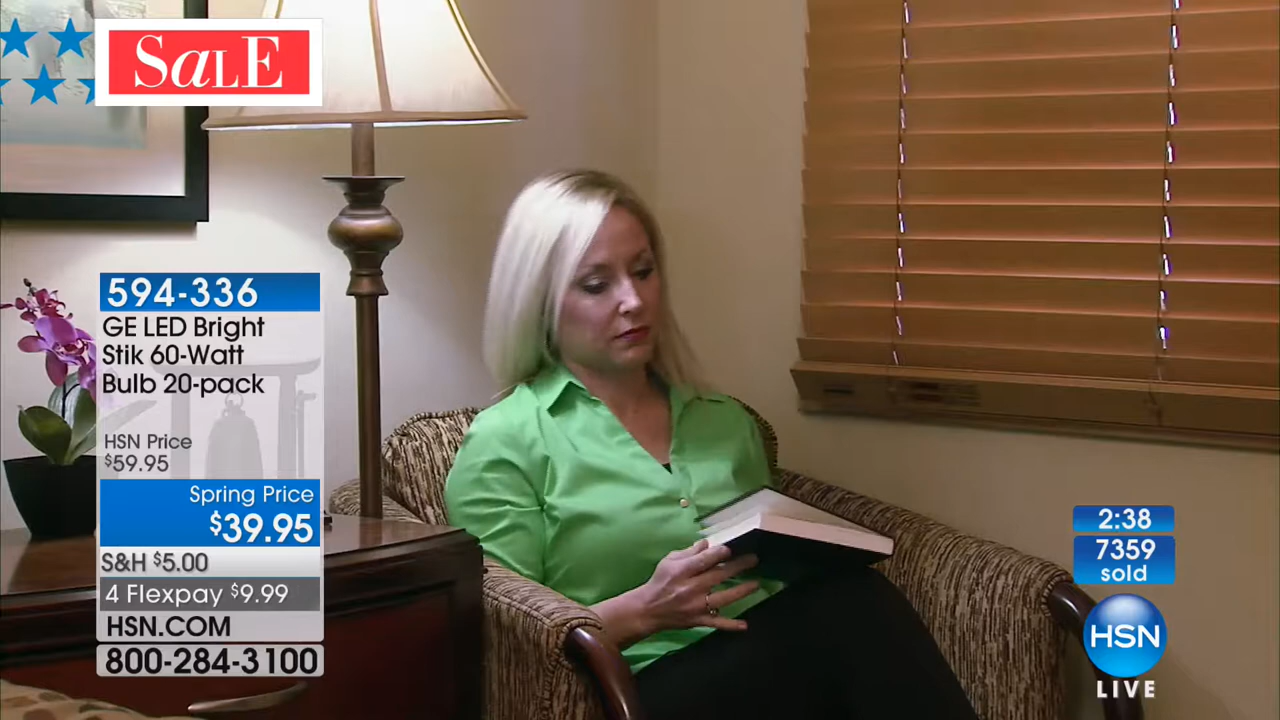 SaLE
594-336
GE LED Bright
Stik 60-Watt
Bulb 20-pack
HSN Price
$59.95
Spring Price
$39.95
S&H $5.00
4 Flexpay $9.99
HSN.COM
800-284-3100
2:38
7359
sold
HSN
LIVE